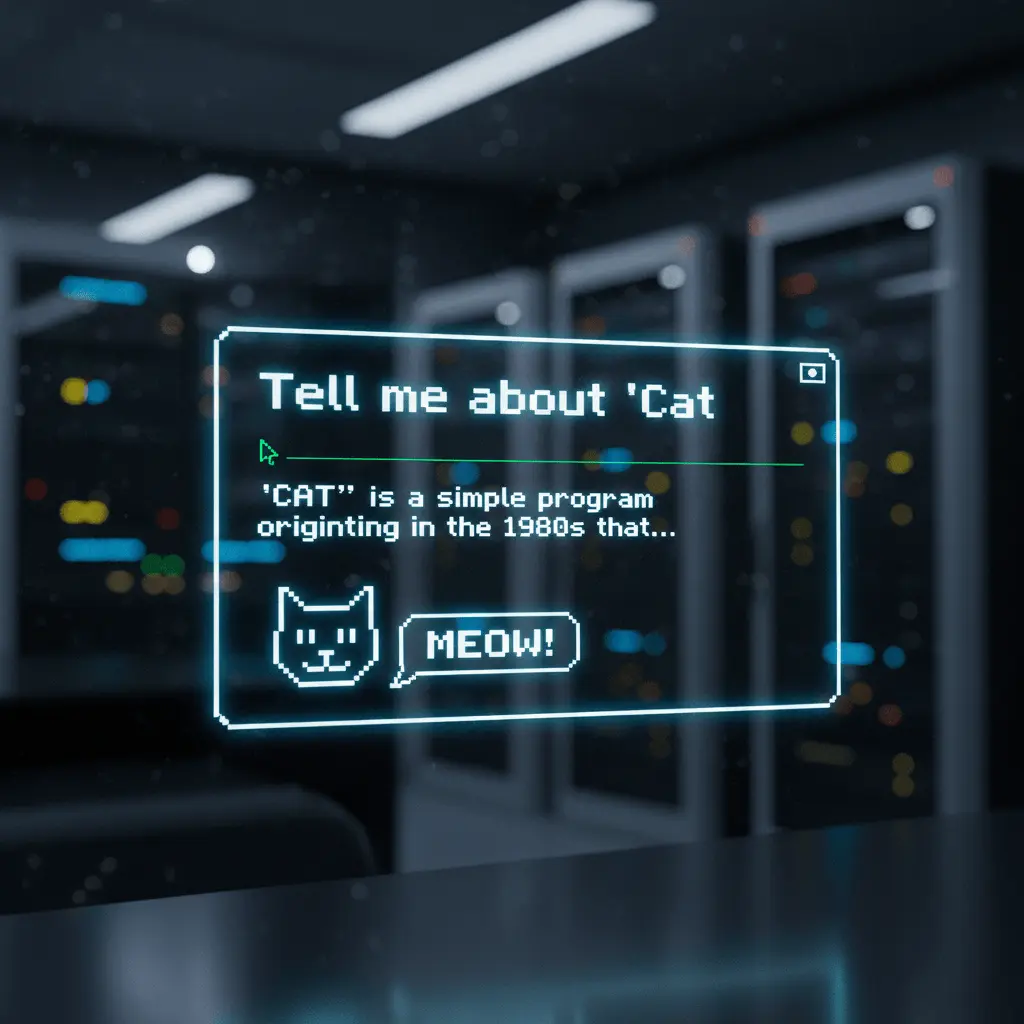 Tell me about 'Cat
'CAT” is a simple program
originting in the 1980s that...
MEOW!